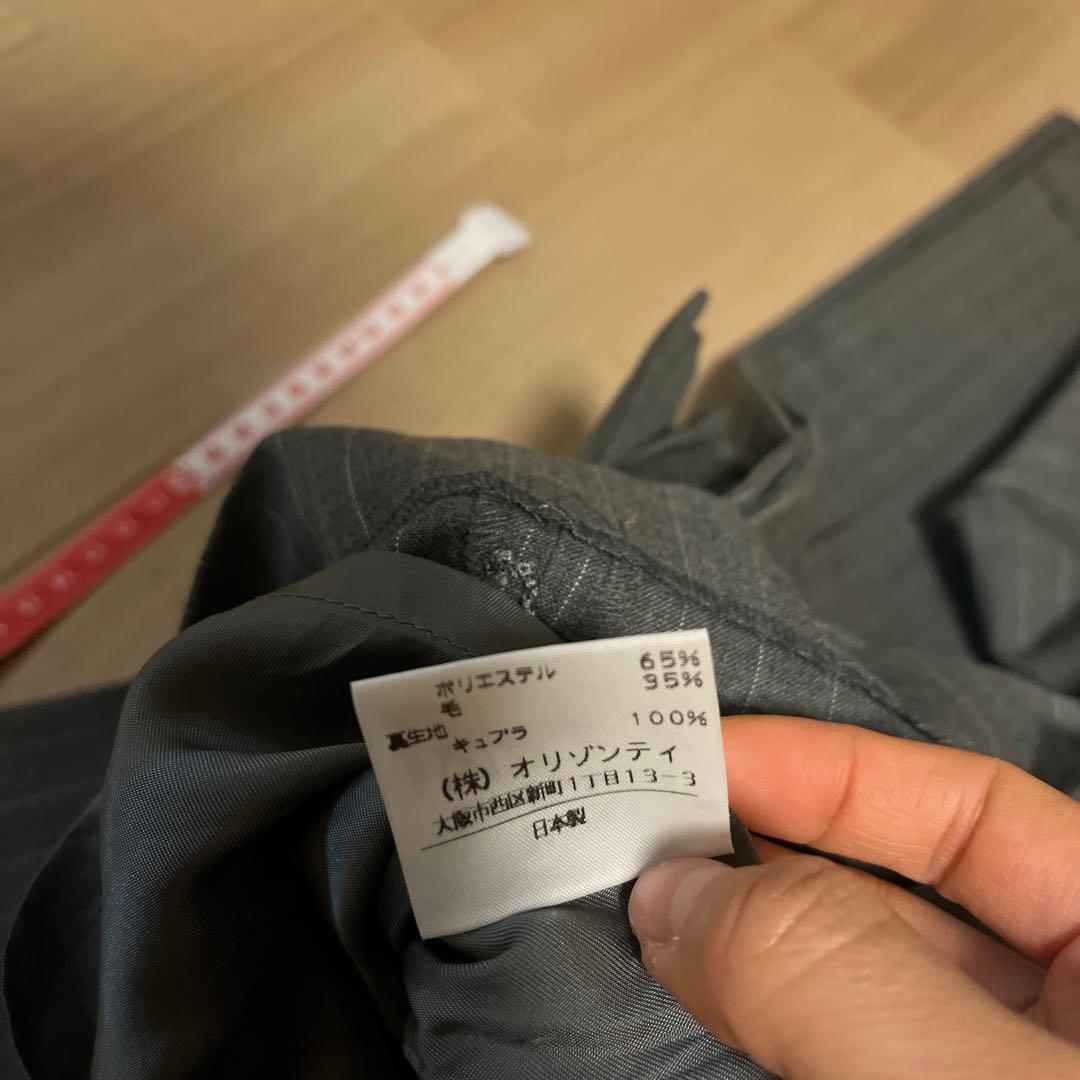 ポリエステル 65%
毛 35%
裏生地 キュプラ 100%
(株) オリゾンティ
大阪市西区新町1丁目13-3
日本製